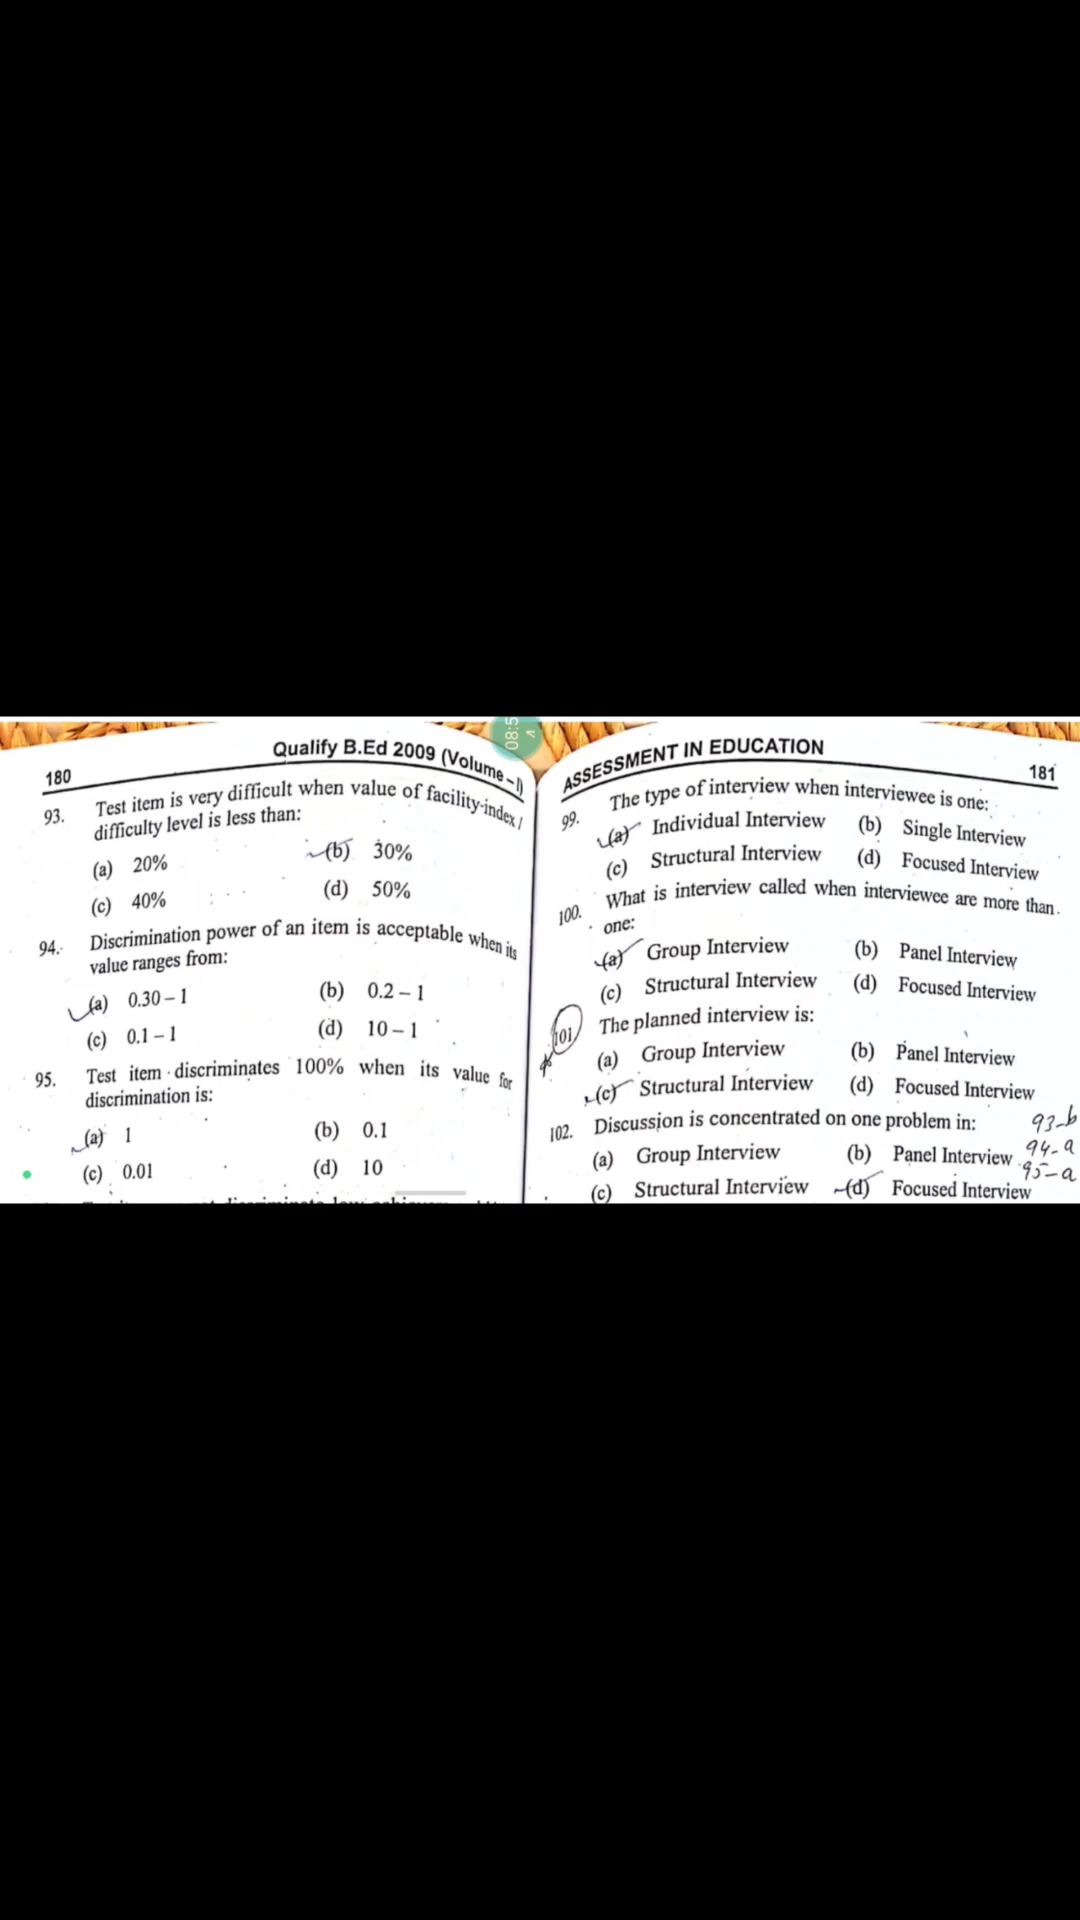 08:5
180
Qualify B.Ed 2009 (Volume – I)
93. Test item is very difficult when value of facility-index /
difficulty level is less than:
(a) 20%
(b) 30%
(c) 40%
(d) 50%
94. Discrimination power of an item is acceptable when its
value ranges from:
(a) 0.30 – 1
(b) 0.2 – 1
(c) 0.1 – 1
(d) 10 – 1
95. Test item discriminates 100% when its value for
discrimination is:
(a) 1
(b) 0.1
(c) 0.01
(d) 10
ASSESSMENT IN EDUCATION
181
99. The type of interview when interviewee is one:
(a) Individual Interview (b) Single Interview
(c) Structural Interview (d) Focused Interview
100. What is interview called when interviewee are more than
one:
(a) Group Interview (b) Panel Interview
(c) Structural Interview (d) Focused Interview
101 The planned interview is:
(a) Group Interview (b) Panel Interview
(c) Structural Interview (d) Focused Interview
102. Discussion is concentrated on one problem in:
(a) Group Interview (b) Panel Interview
(c) Structural Interview (d) Focused Interview
93-b
94-a
95-a